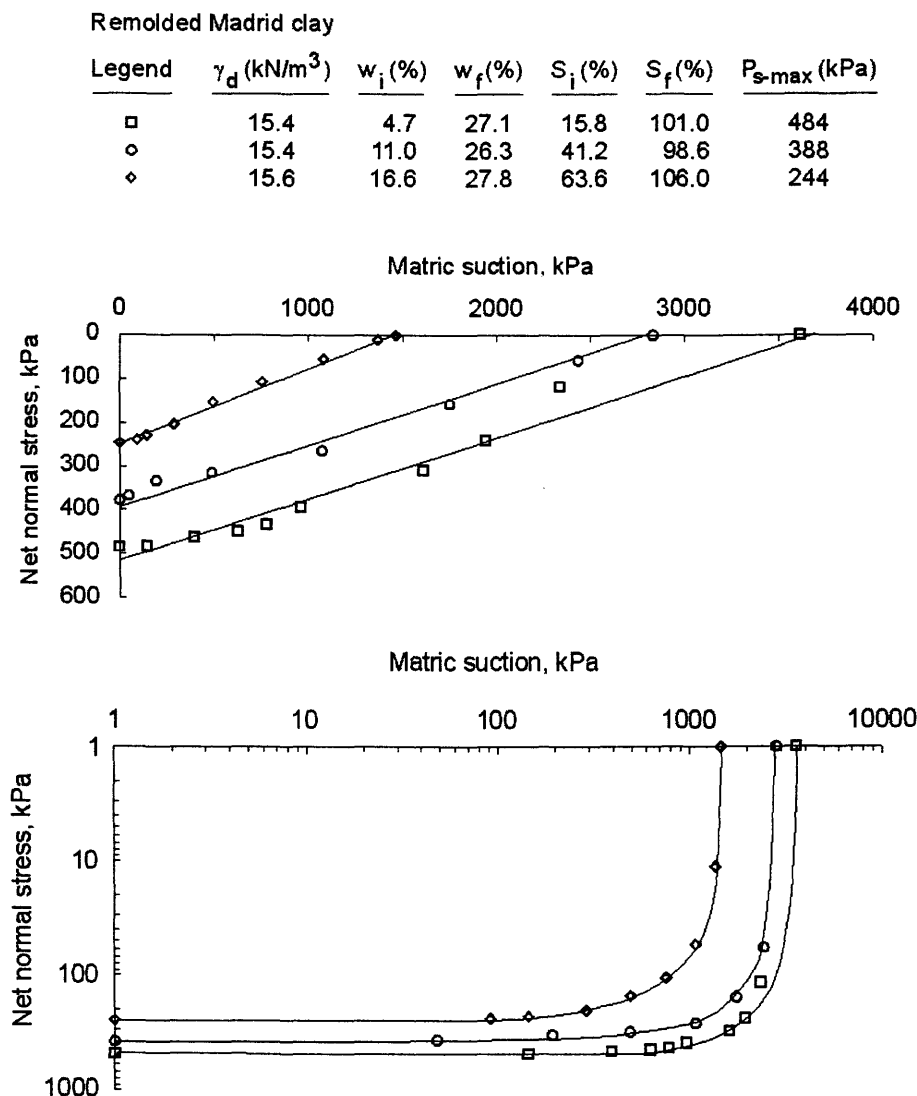 Remolded Madrid clay
Legend γd (kN/m³) wi (%) wf (%) Si (%) Sf (%) Ps-max (kPa)
□ 15.4 4.7 27.1 15.8 101.0 484
○ 15.4 11.0 26.3 41.2 98.6 388
◇ 15.6 16.6 27.8 63.6 106.0 244
Matric suction, kPa
0 1000 2000 3000 4000
Net normal stress, kPa
0
100
200
300
400
500
600
Matric suction, kPa
1 10 100 1000 10000
Net normal stress, kPa
1
10
100
1000